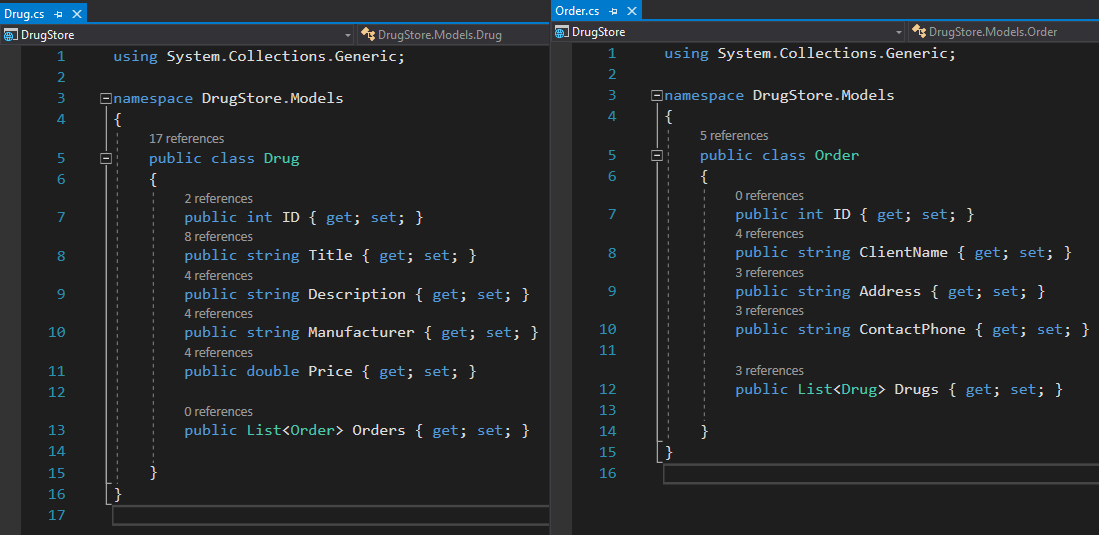 Drug.cs
DrugStore
DrugStore.Models.Drug
1 using System.Collections.Generic;
2
3 namespace DrugStore.Models
4 {
17 references
5 public class Drug
6 {
2 references
7 public int ID { get; set; }
8 references
8 public string Title { get; set; }
4 references
9 public string Description { get; set; }
4 references
10 public string Manufacturer { get; set; }
4 references
11 public double Price { get; set; }
12
0 references
13 public List<Order> Orders { get; set; }
14
15 }
16 }
17
Order.cs
DrugStore
DrugStore.Models.Order
1 using System.Collections.Generic;
2
3 namespace DrugStore.Models
4 {
5 references
5 public class Order
6 {
0 references
7 public int ID { get; set; }
4 references
8 public string ClientName { get; set; }
3 references
9 public string Address { get; set; }
3 references
10 public string ContactPhone { get; set; }
11
3 references
12 public List<Drug> Drugs { get; set; }
13
14 }
15 }
16